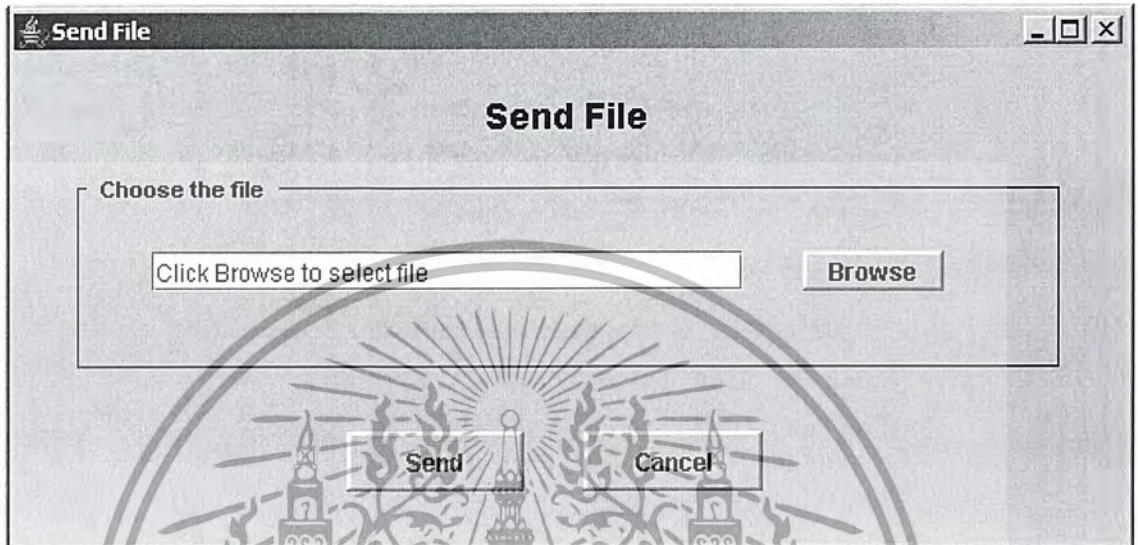 Send File
Send File
Choose the file
Click Browse to select file
Browse
Send
Cancel